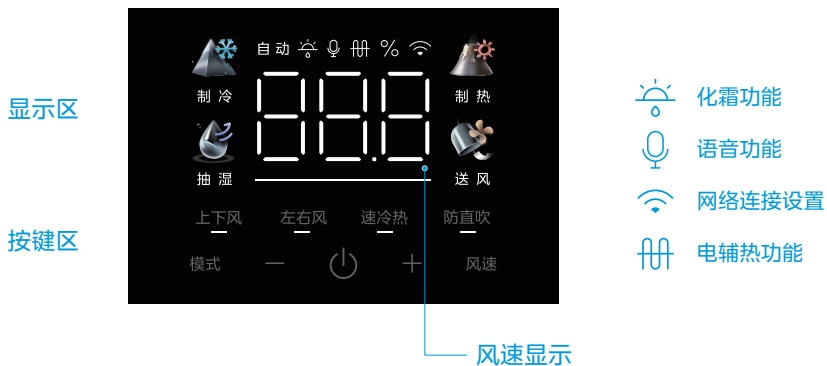 显示区
按键区
自动 %
制冷
制热
88.8
抽湿
送风
上下风 左右风 速冷热 防直吹
模式 风速
化霜功能
语音功能
网络连接设置
电辅热功能
风速显示